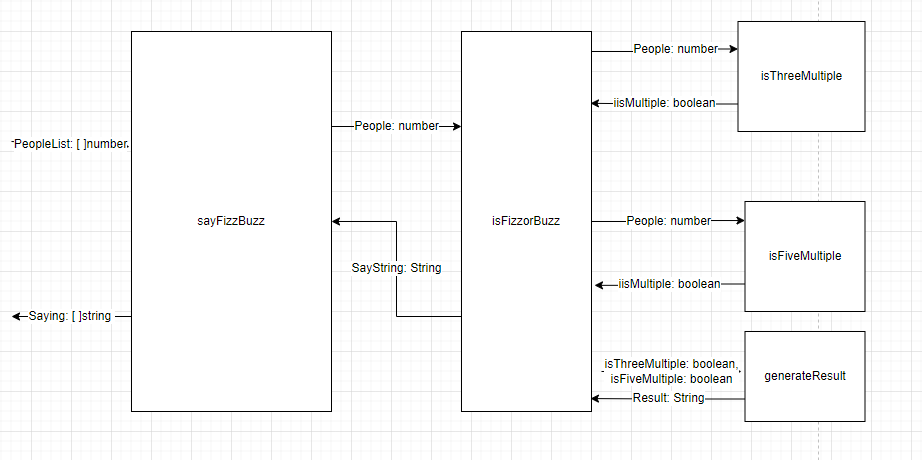 PeopleList: [ ]number
sayFizzBuzz
Saying: [ ]string
People: number
SayString: String
isFizzorBuzz
People: number
iisMultiple: boolean
isThreeMultiple
People: number
iisMultiple: boolean
isFiveMultiple
isThreeMultiple: boolean,
isFiveMultiple: boolean
Result: String
generateResult